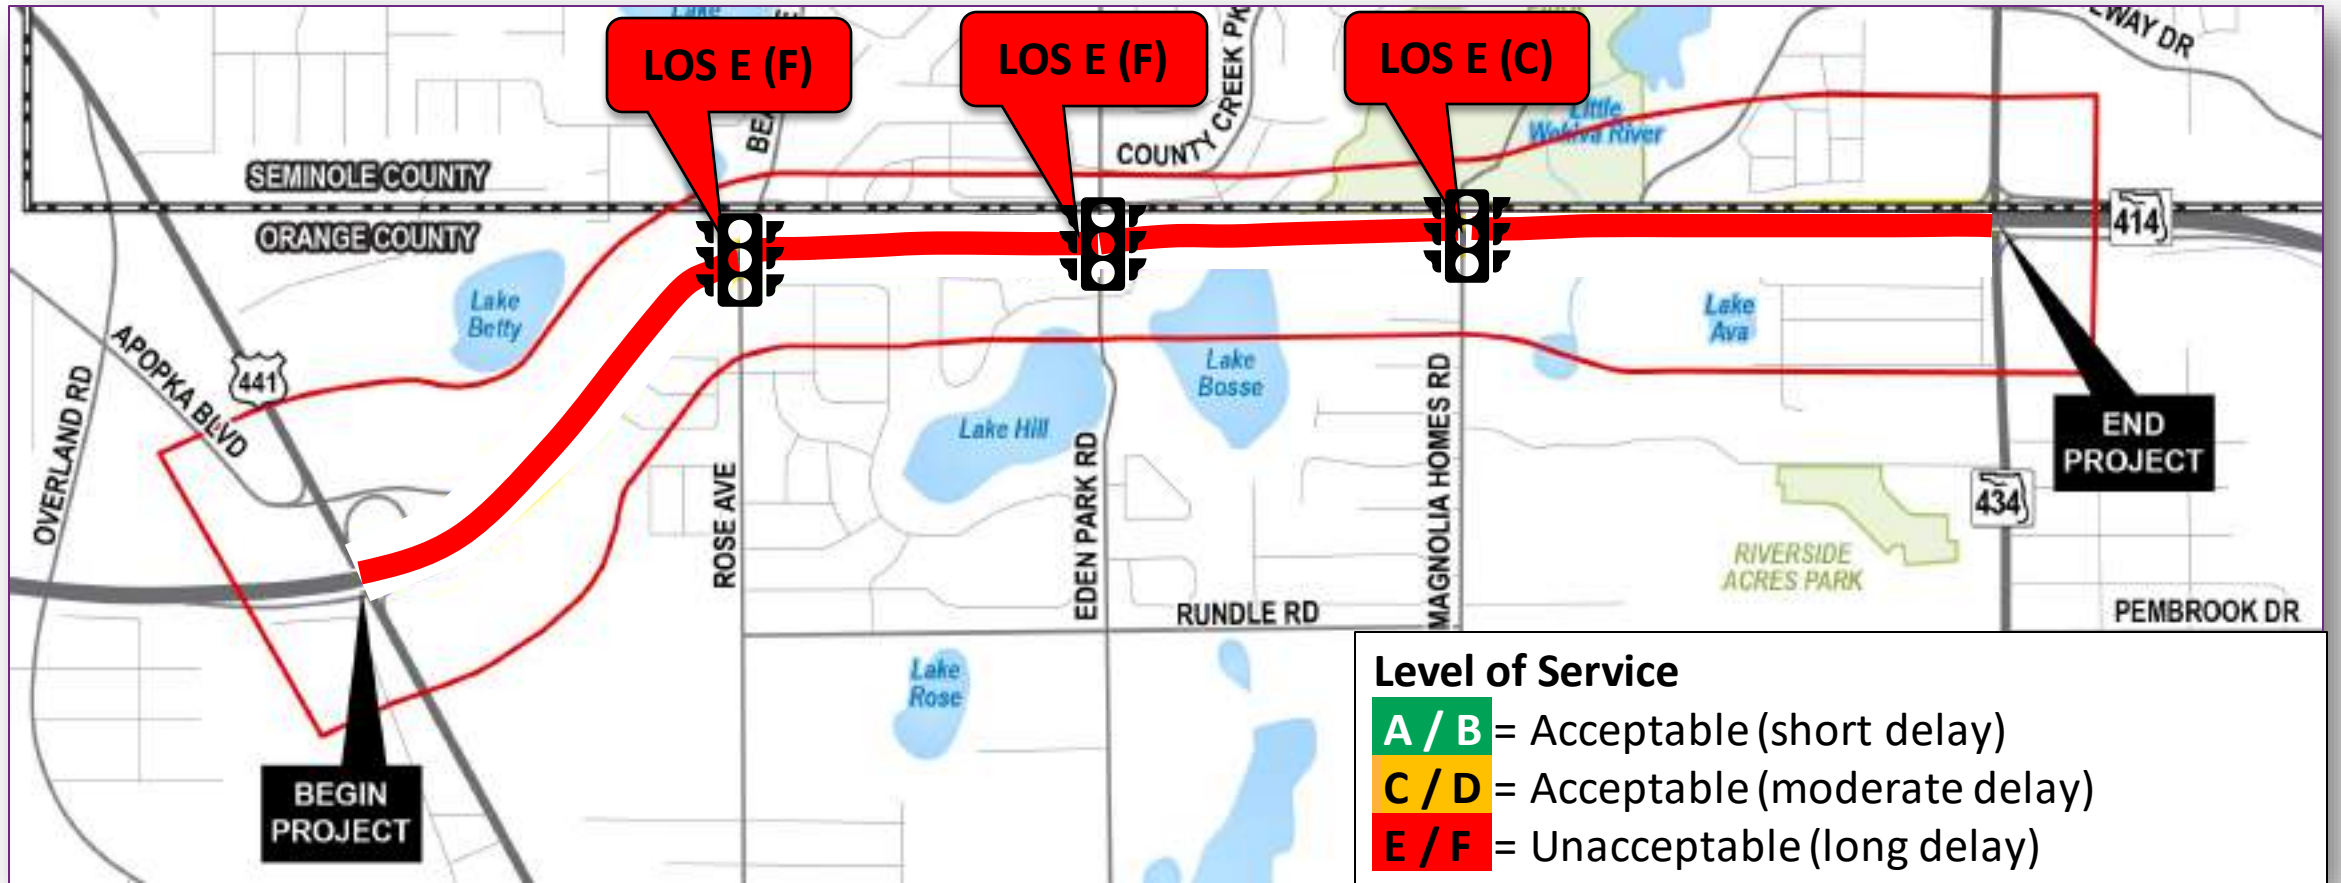 Lake
LOS E (F)
LOS E (F)
LOS E (C)
COUNTY CREEK
COUNTY
SEMINOLE COUNTY
ORANGE COUNTY
Little
Wekiva River
414
Lake
Betty
441
APOPKA BLVD
OVERLAND RD
Lake
Bosse
Lake
Ava
Lake Hill
ROSE AVE
EDEN PARK RD
MAGNOLIA HOMES RD
END
PROJECT
434
RIVERSIDE
ACRES PARK
RUNDLE RD
PEMBROOK DR
Lake
Rose
BEGIN
PROJECT
Level of Service
A / B = Acceptable (short delay)
C / D = Acceptable (moderate delay)
E / F = Unacceptable (long delay)